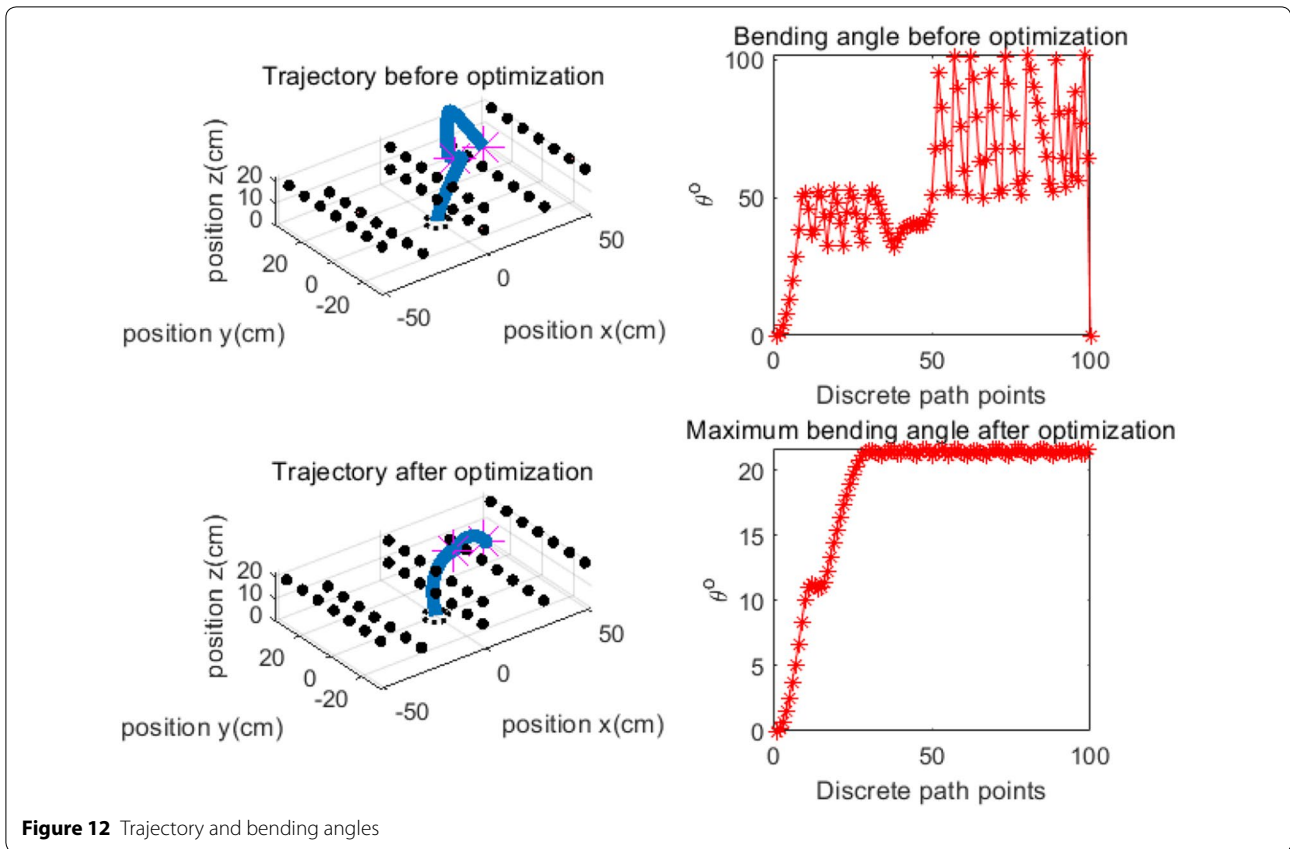 Trajectory before optimization
position z(cm)
20
10
0
20
0
-20
position y(cm)
-50
0
50
position x(cm)
Bending angle before optimization
100
50
0
θº
0
50
100
Discrete path points
Trajectory after optimization
position z(cm)
20
10
0
20
0
-20
position y(cm)
-50
0
50
position x(cm)
Maximum bending angle after optimization
20
15
10
5
0
θº
0
50
100
Discrete path points
Figure 12 Trajectory and bending angles